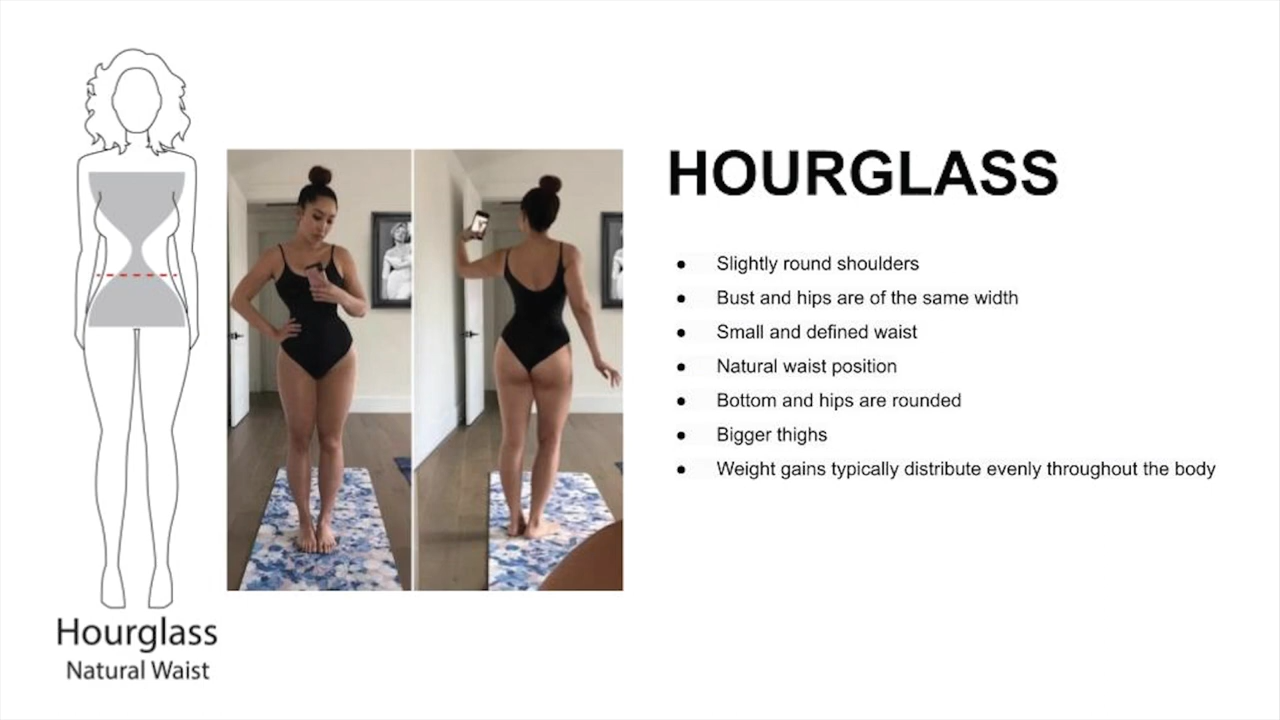 HOURGLASS
● Slightly round shoulders
● Bust and hips are of the same width
● Small and defined waist
● Natural waist position
● Bottom and hips are rounded
● Bigger thighs
● Weight gains typically distribute evenly throughout the body
Hourglass
Natural Waist